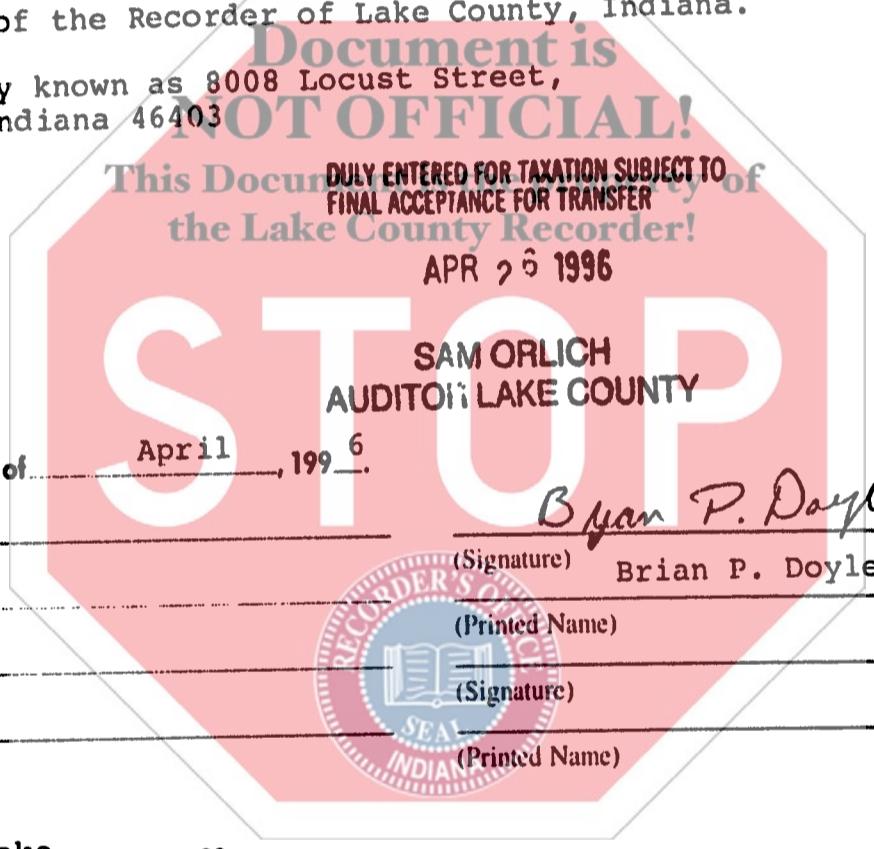 of the Recorder of Lake County, Indiana.
Document is
y known as 8008 Locust Street,
ndiana 46403
NOT OFFICIAL!
This Document is the property of
the Lake County Recorder!
DULY ENTERED FOR TAXATION SUBJECT TO
FINAL ACCEPTANCE FOR TRANSFER
APR 26 1996
STOP
SAM ORLICH
AUDITOR LAKE COUNTY
of April, 1996.
Bryan P. Doyl
(Signature) Brian P. Doyle
(Printed Name)
(Signature)
(Printed Name)
RECORDER'S OFFICE
SEAL
INDIANA